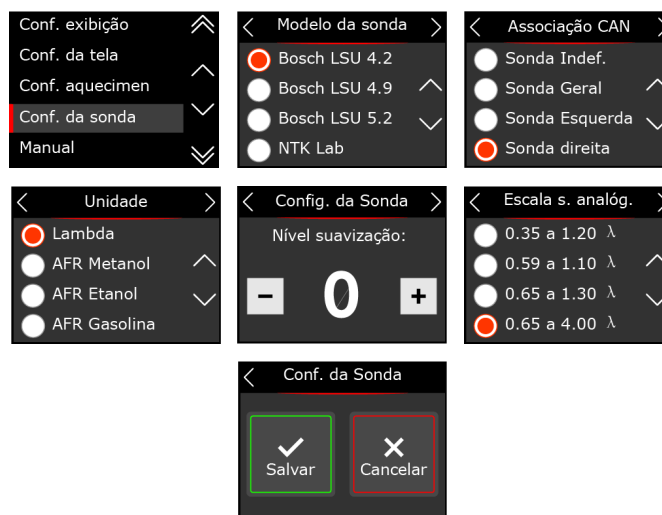 Conf. exibição
Conf. da tela
Conf. aquecimen
Conf. da sonda
Manual
Modelo da sonda
Bosch LSU 4.2
Bosch LSU 4.9
Bosch LSU 5.2
NTK Lab
Associação CAN
Sonda Indef.
Sonda Geral
Sonda Esquerda
Sonda direita
Unidade
Lambda
AFR Metanol
AFR Etanol
AFR Gasolina
Config. da Sonda
Nível suavização:
- 0 +
Escala s. analóg.
0.35 a 1.20 λ
0.59 a 1.10 λ
0.65 a 1.30 λ
0.65 a 4.00 λ
Conf. da Sonda
Salvar Cancelar